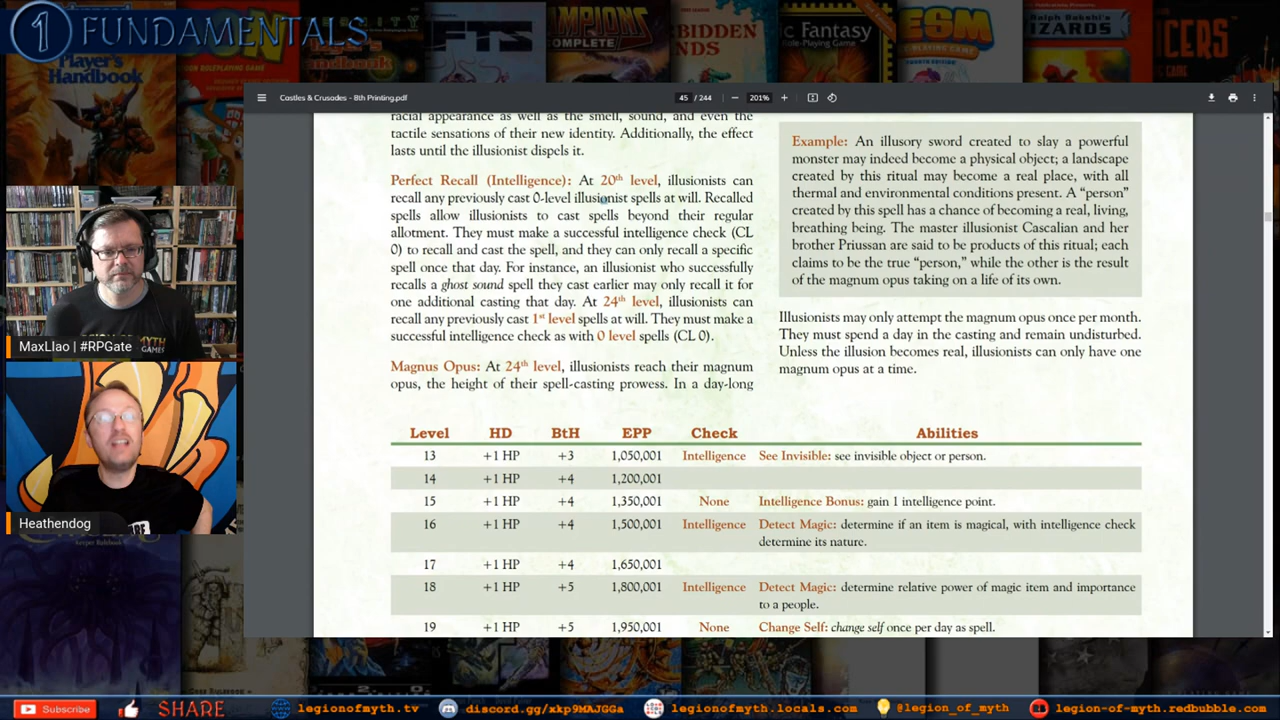 1 FUNDAMENTALS
Player's
Handbook
CHAMPIONS
COMPLETE
Castles & Crusades - 8th Printing.pdf
45 / 244
201%
racial appearance as well as the smell, sound, and even the
tactile sensations of their new identity. Additionally, the effect
lasts until the illusionist dispels it.
Perfect Recall (Intelligence): At 20th level, illusionists can
recall any previously cast 0-level illusionist spells at will. Recalled
spells allow illusionists to cast spells beyond their regular
allotment. They must make a successful intelligence check (CL
0) to recall and cast the spell, and they can only recall a specific
spell once that day. For instance, an illusionist who successfully
recalls a ghost sound spell they cast earlier may only recall it for
one additional casting that day. At 24th level, illusionists can
recall any previously cast 1st level spells at will. They must make a
successful intelligence check as with 0 level spells (CL 0).
Magnus Opus: At 24th level, illusionists reach their magnum
opus, the height of their spell-casting prowess. In a day-long
Example: An illusory sword created to slay a powerful
monster may indeed become a physical object; a landscape
created by this ritual may become a real place, with all
thermal and environmental conditions present. A “person”
created by this spell has a chance of becoming a real, living,
breathing being. The master illusionist Cascalian and her
brother Priussan are said to be products of this ritual; each
claims to be the true “person,” while the other is the result
of the magnum opus taking on a life of its own.
Illusionists may only attempt the magnum opus once per month.
They must spend a day in the casting and remain undisturbed.
Unless the illusion becomes real, illusionists can only have one
magnum opus at a time.
Level HD BtH EPP Check Abilities
13 +1 HP +3 1,050,001 Intelligence See Invisible: see invisible object or person.
14 +1 HP +4 1,200,001
15 +1 HP +4 1,350,001 None Intelligence Bonus: gain 1 intelligence point.
16 +1 HP +4 1,500,001 Intelligence Detect Magic: determine if an item is magical, with intelligence check
determine its nature.
17 +1 HP +4 1,650,001
18 +1 HP +5 1,800,001 Intelligence Detect Magic: determine relative power of magic item and importance
to a people.
19 +1 HP +5 1,950,001 None Change Self: change self once per day as spell.
MaxLIao | #RPGate
Heathendog
Subscribe
SHARE
legionofmyth.tv
discord.gg/xkp9MAJGGa
legionofmyth.locals.com
@legion_of_myth
legion-of-myth.redbubble.com